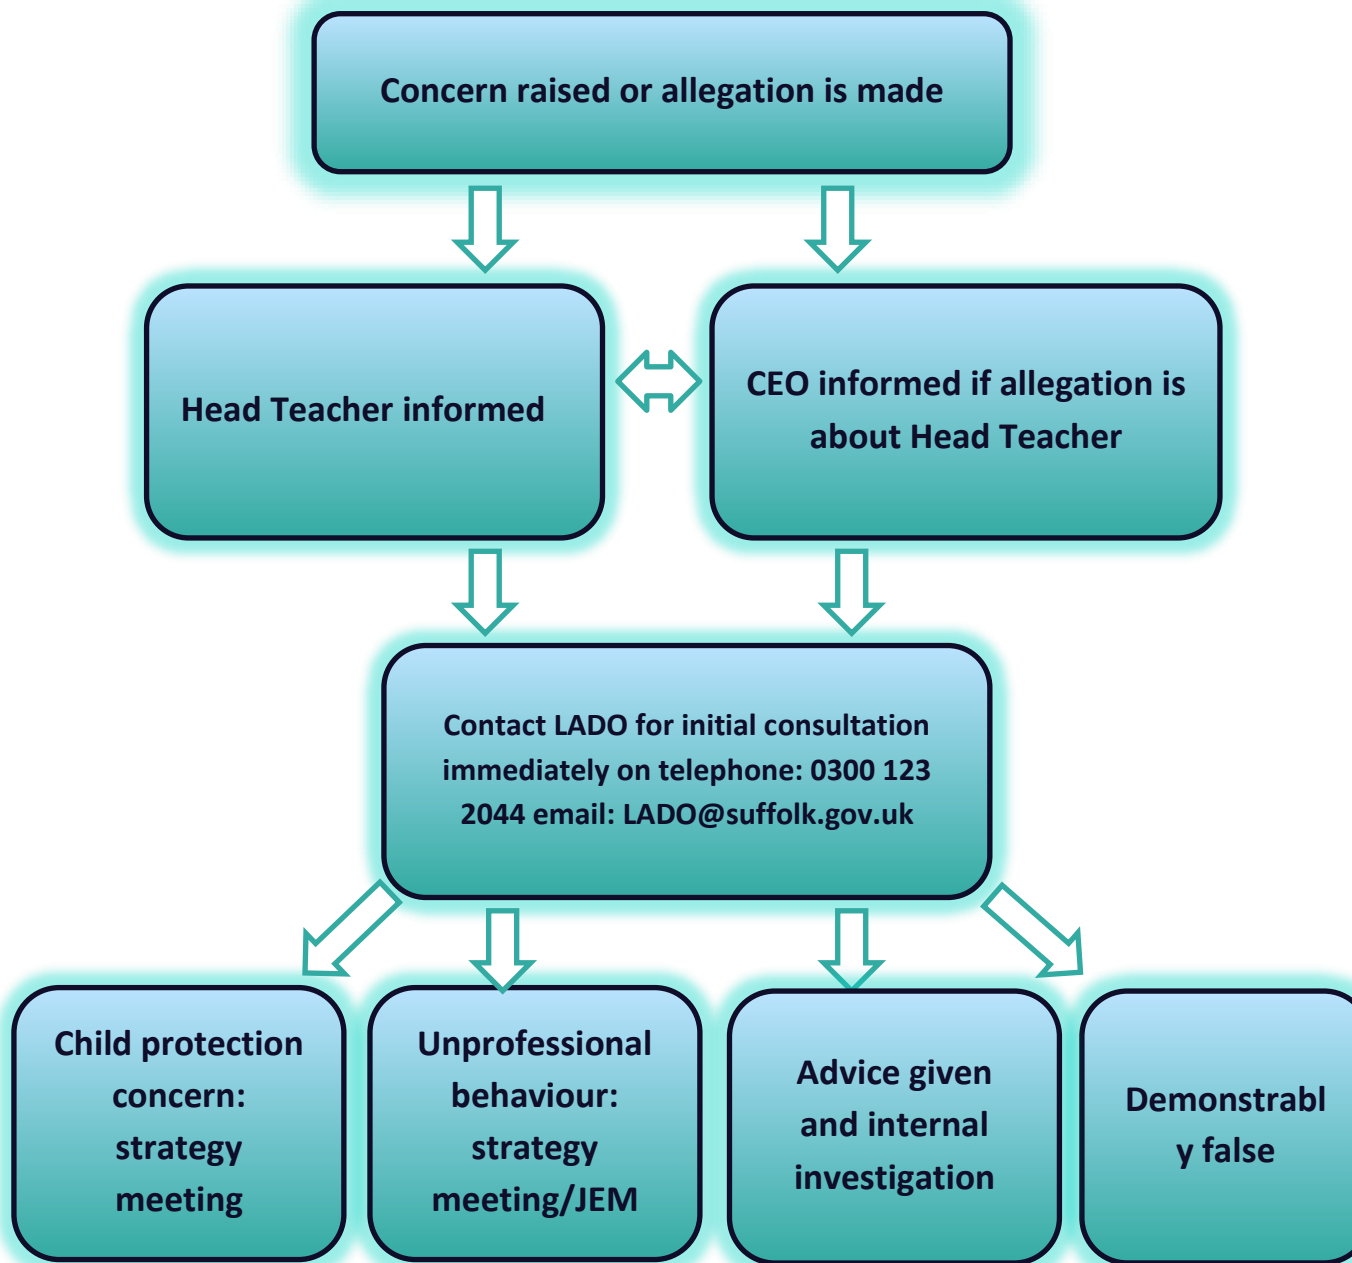 Concern raised or allegation is made
Head Teacher informed
CEO informed if allegation is
about Head Teacher
Contact LADO for initial consultation
immediately on telephone: 0300 123
2044 email: LADO@suffolk.gov.uk
Child protection
concern:
strategy
meeting
Unprofessional
behaviour:
strategy
meeting/JEM
Advice given
and internal
investigation
Demonstrabl
y false